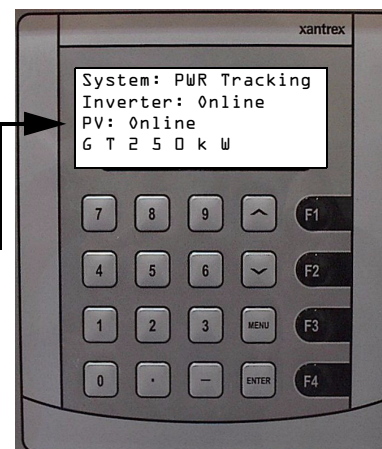 xantrex
System: PWR Tracking
Inverter: Online
PV: Online
G T 2 5 0 k W
7 8 9 F1
4 5 6 F2
1 2 3 MENU F3
0 . – ENTER F4